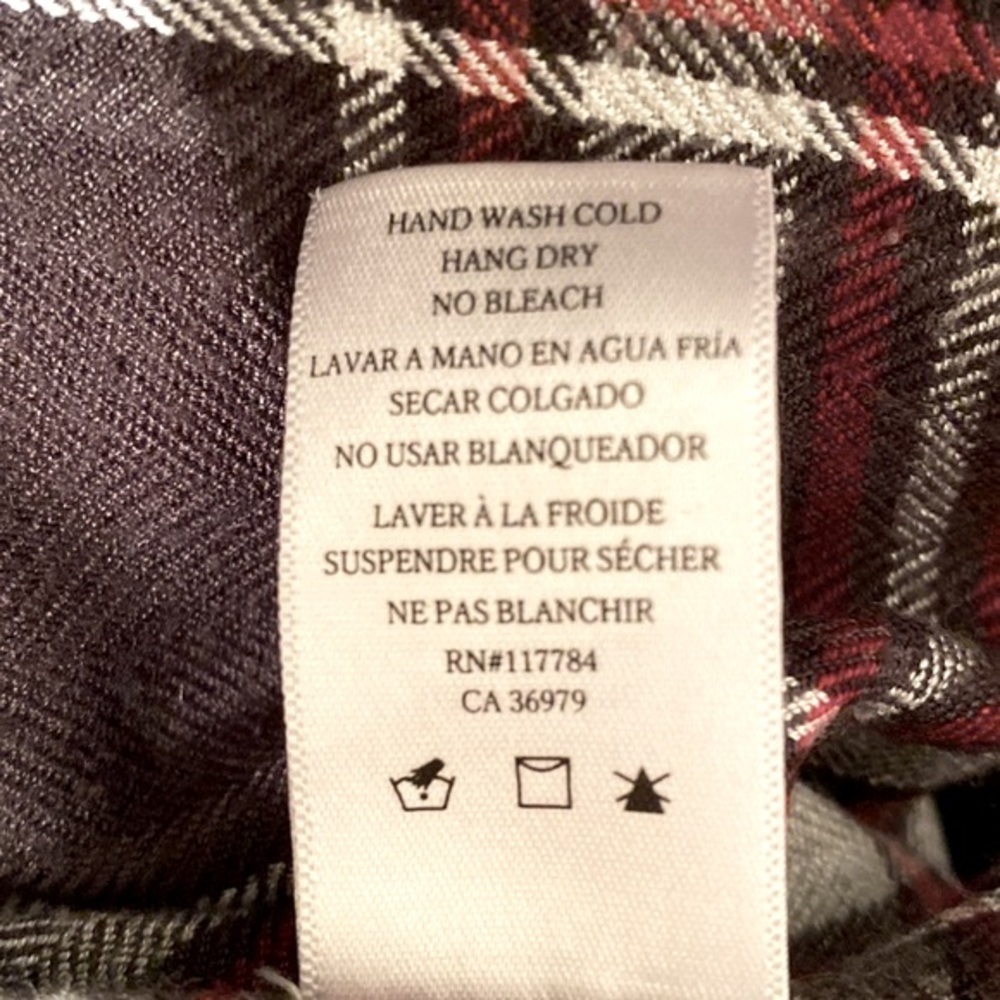 HAND WASH COLD
HANG DRY
NO BLEACH
LAVAR A MANO EN AGUA FRÍA
SECAR COLGADO
NO USAR BLANQUEADOR
LAVER À LA FROIDE
SUSPENDRE POUR SÉCHER
NE PAS BLANCHIR
RN#117784
CA 36979